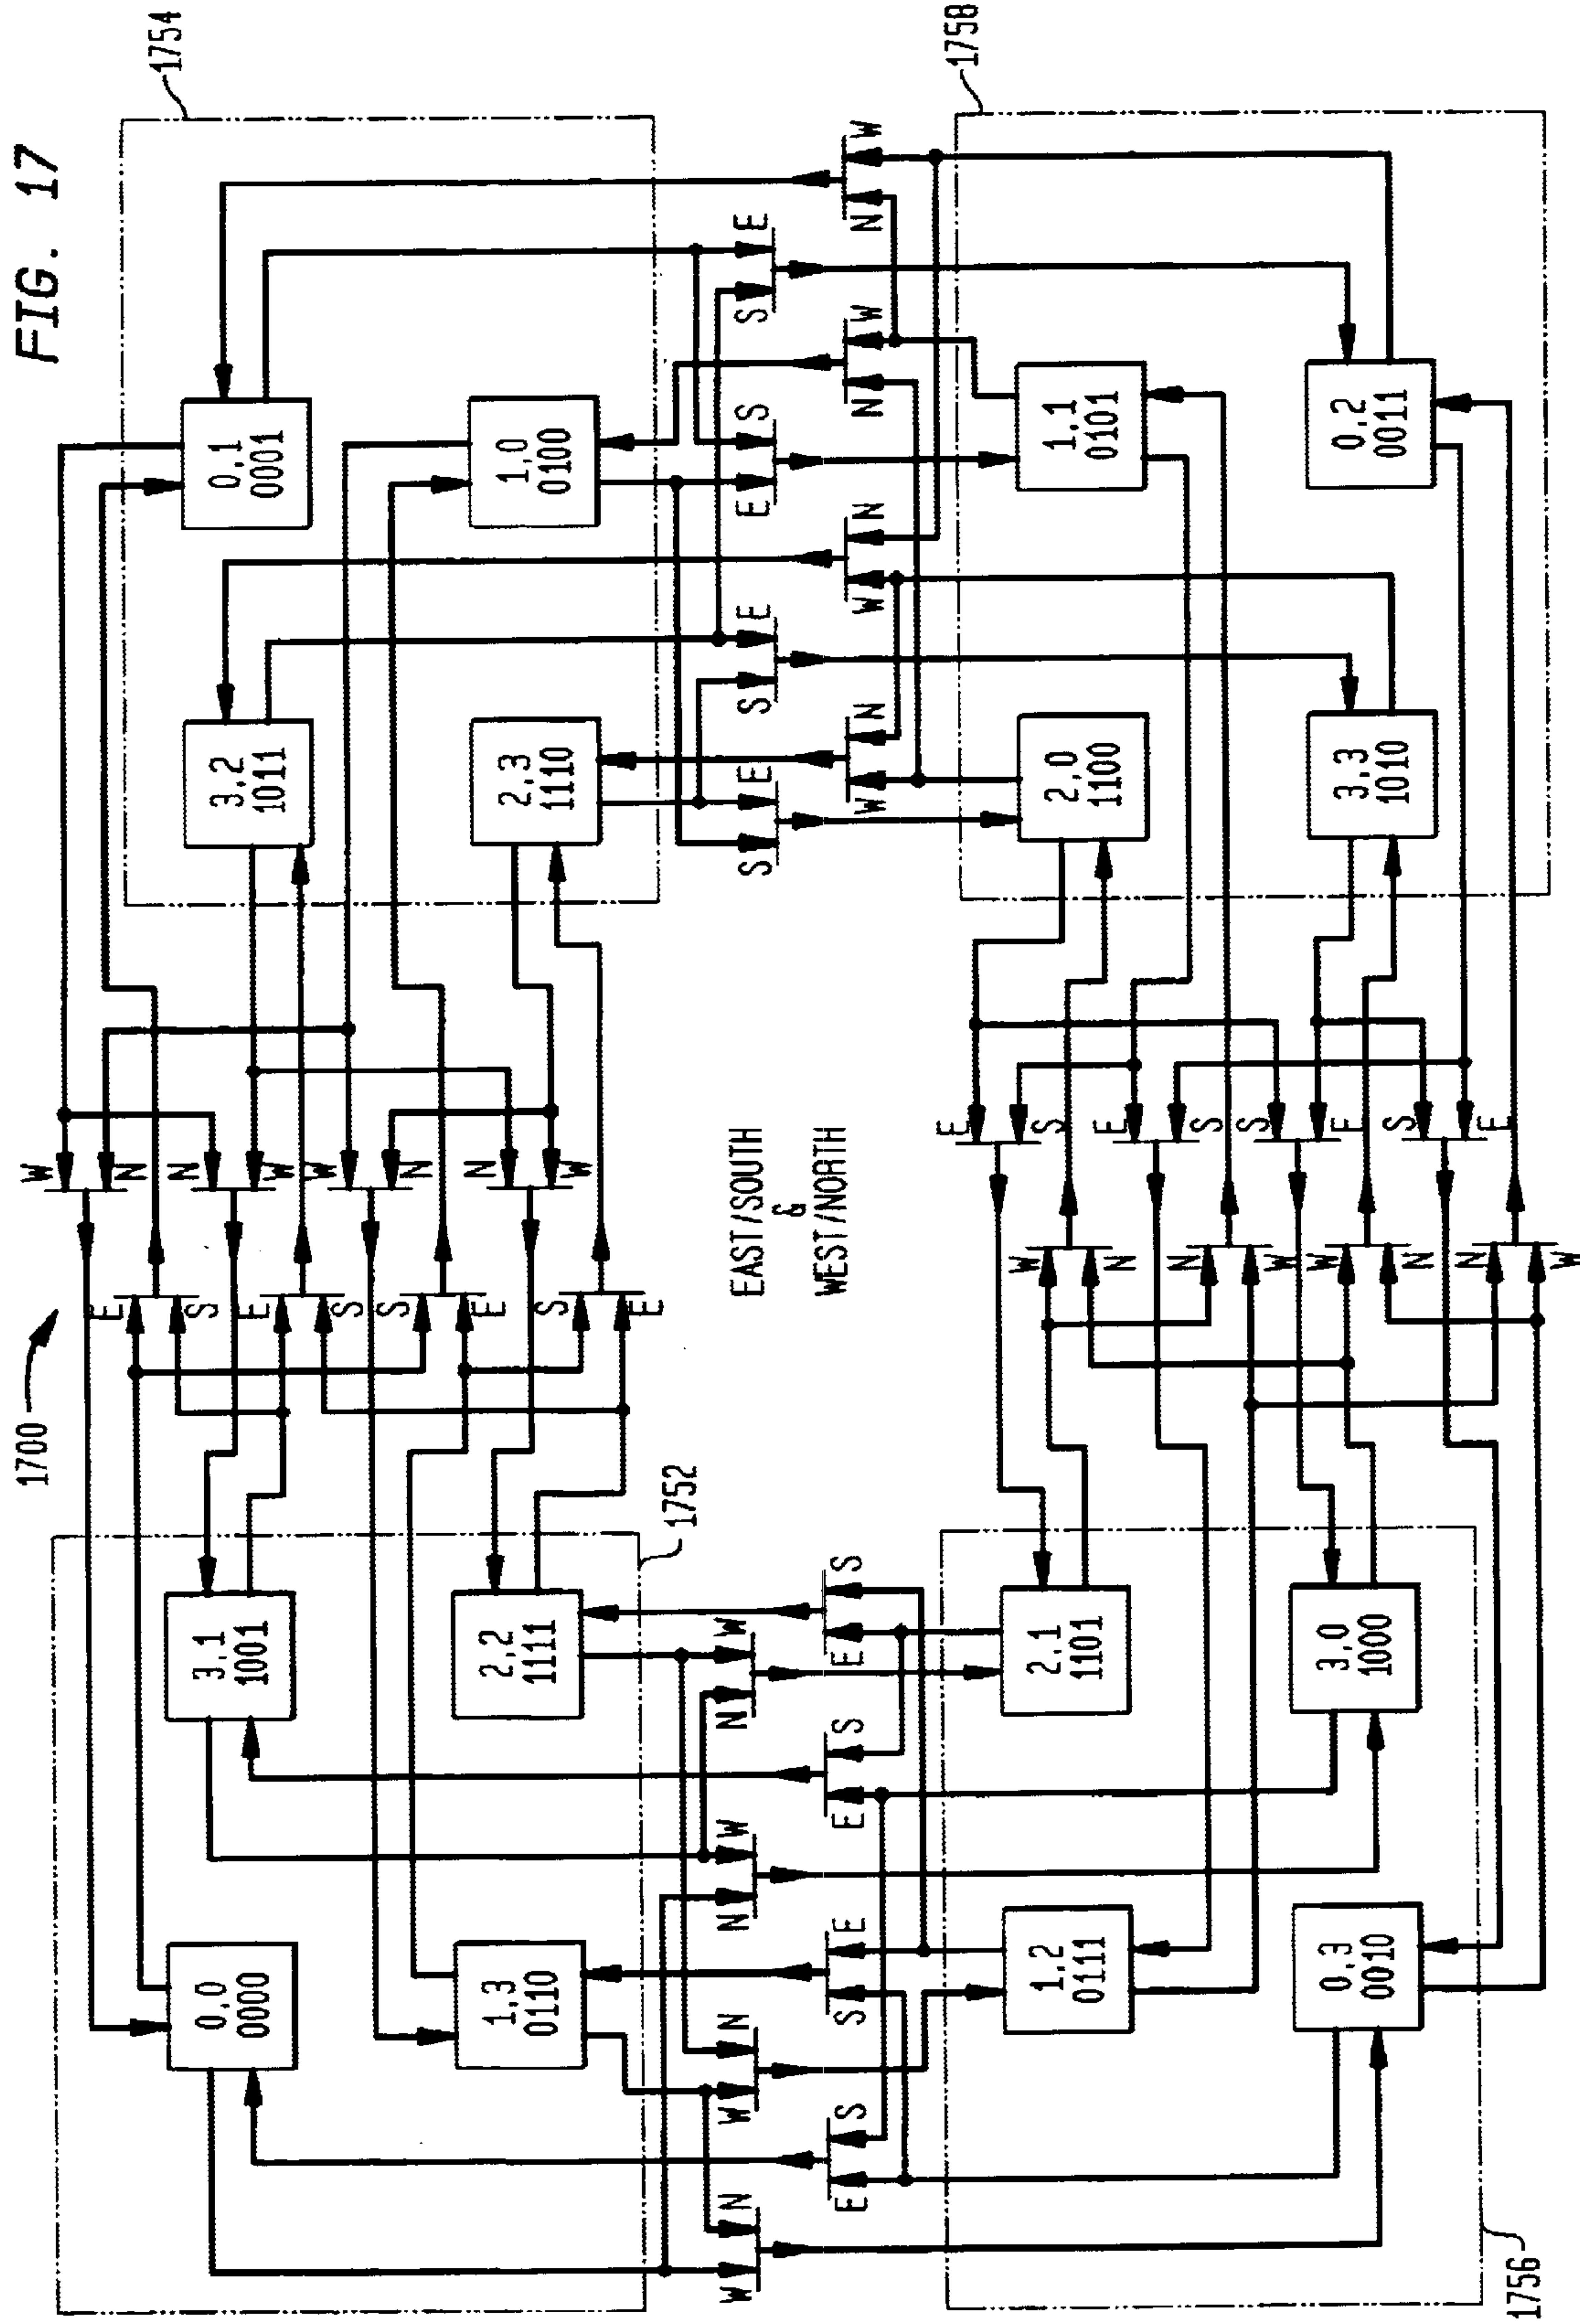 FIG. 17
1700
1754
1758
1752
1756
0,1
0001
3,2
1011
1,0
0100
2,3
1110
W
N
N
W
W
N
N
W
E
S
E
S
S
E
S
E
3,1
1001
2,2
1111
0,0
0000
1,3
0110
EAST/SOUTH
&
WEST/NORTH
N
W
S
E
N
W
E
S
W
N
S
E
W
N
S
E
N
W
E
S
N
W
E
S
W
N
S
E
W
N
E
S
1,1
0101
0,2
0011
2,0
1100
3,3
1010
E
S
E
S
S
E
S
E
W
N
N
W
W
N
N
W
2,1
1101
3,0
1000
1,2
0111
0,3
0010